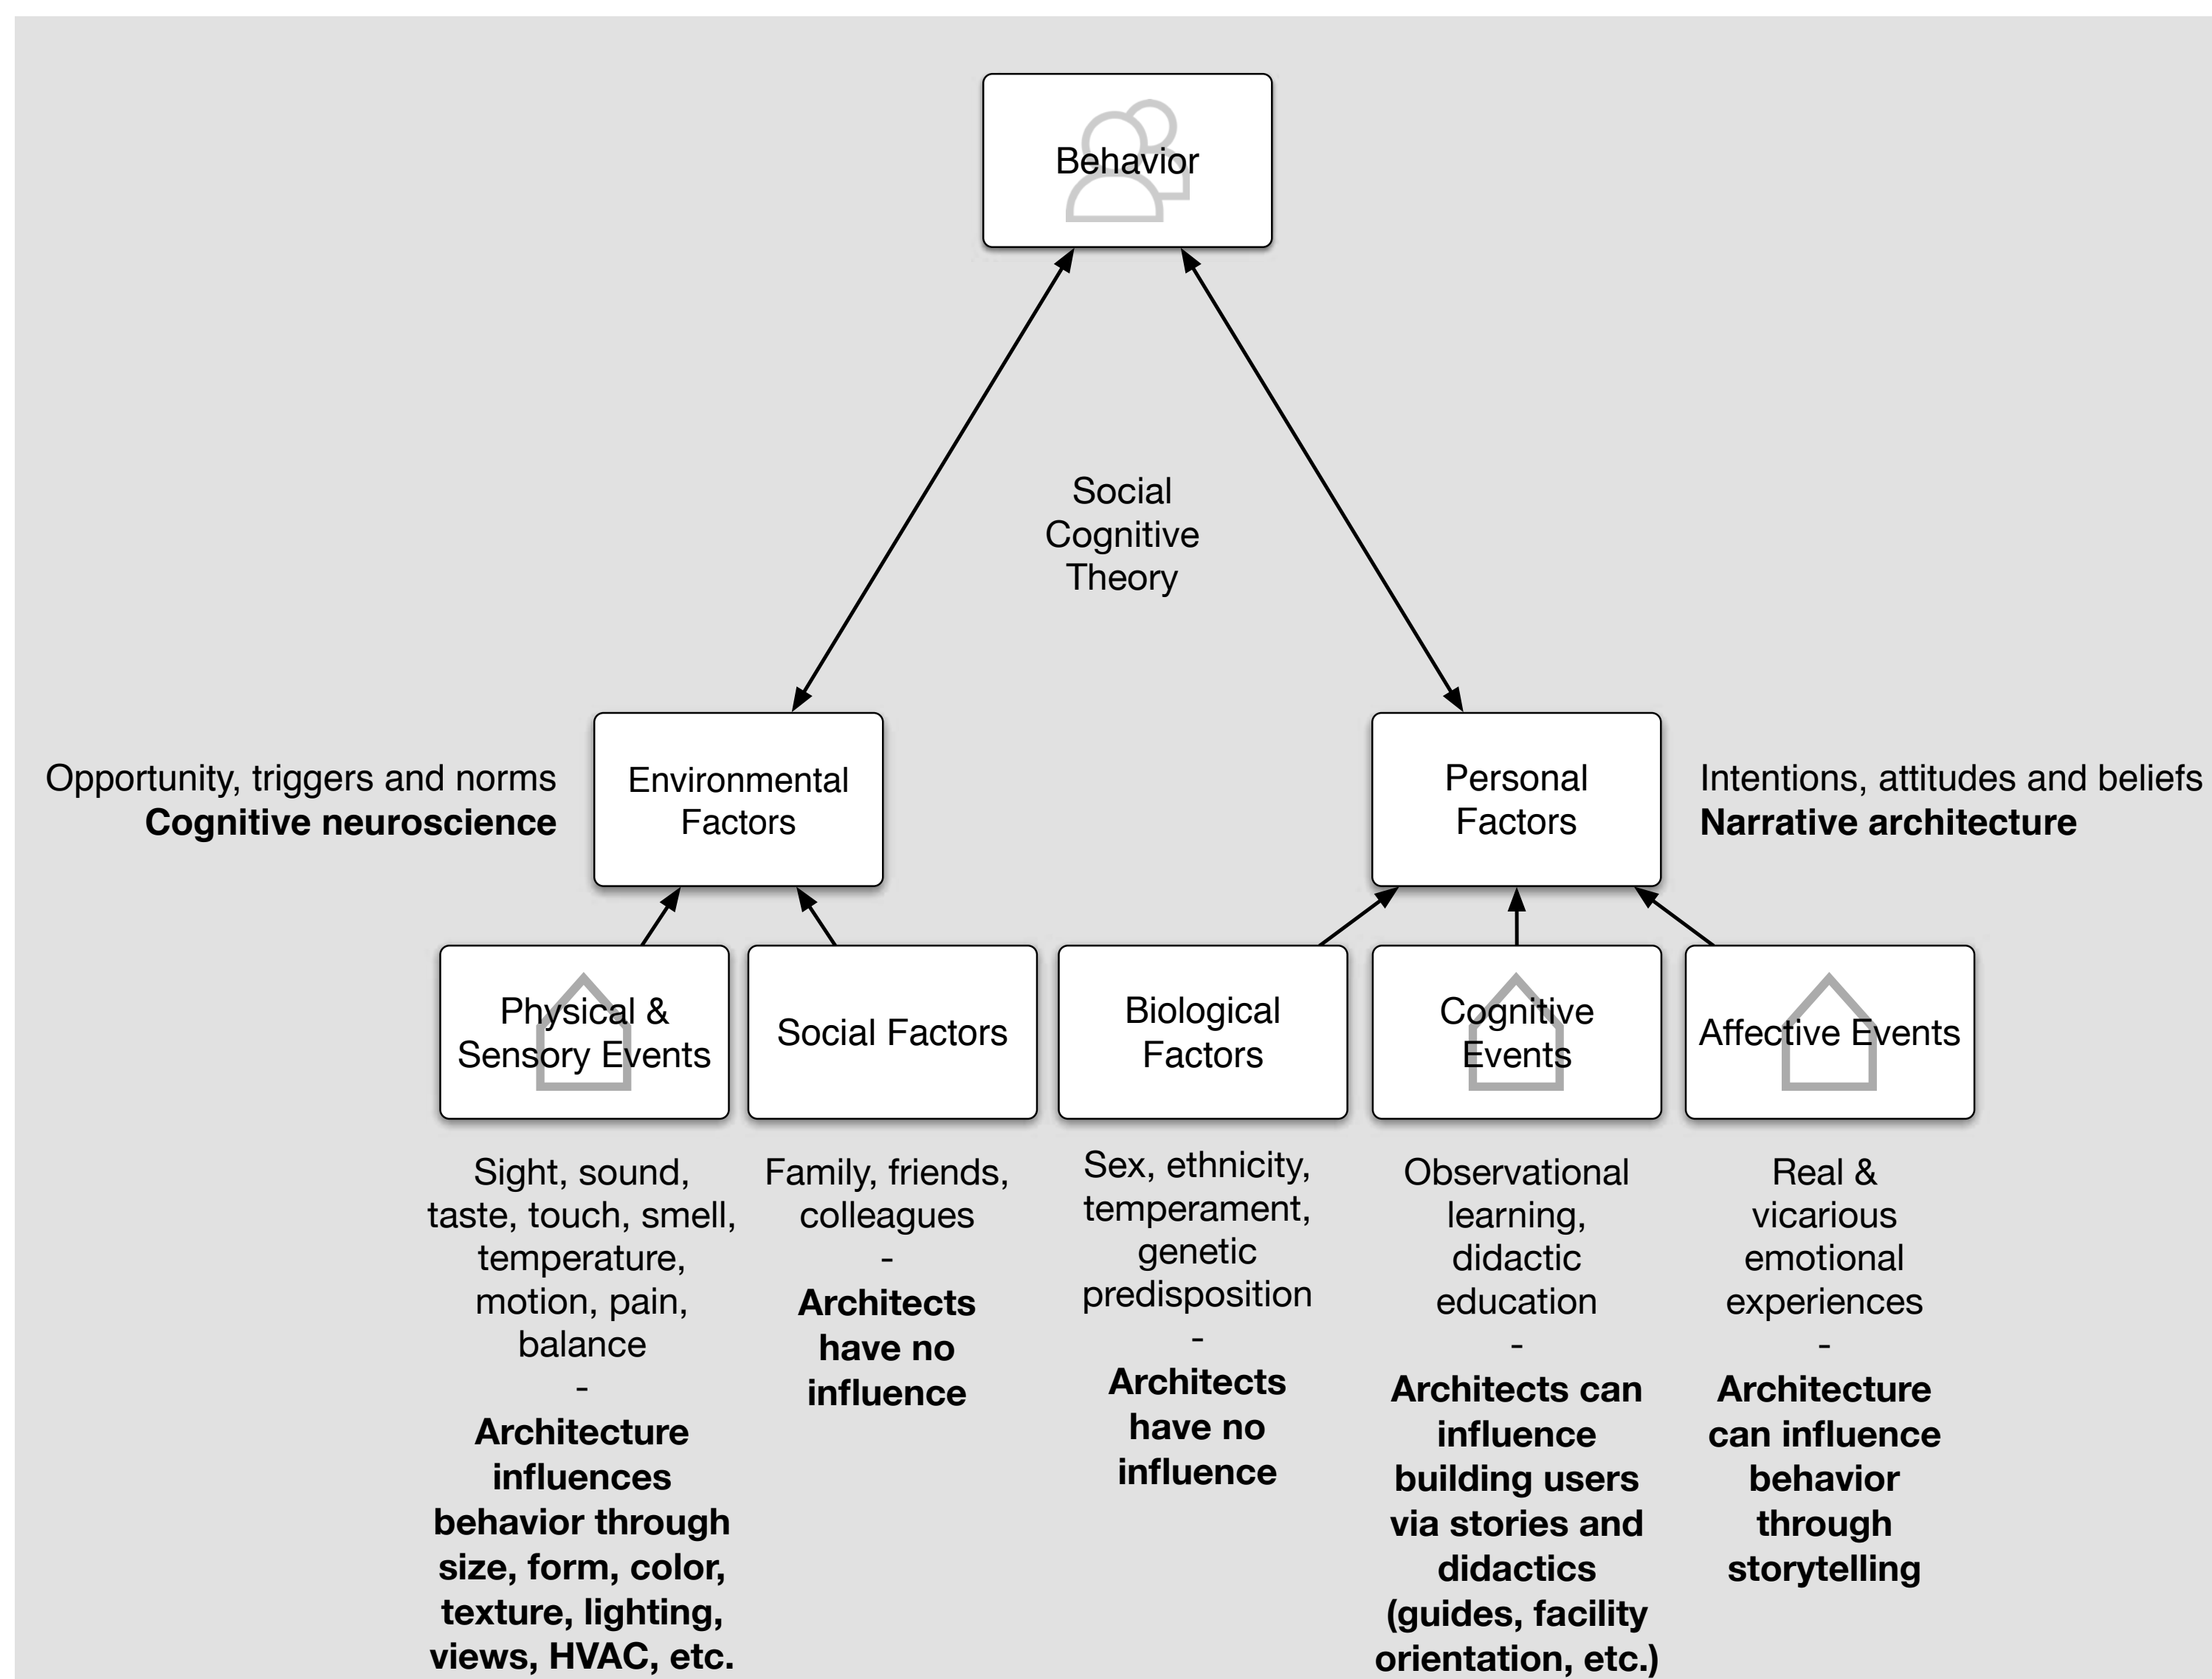 Behavior
Social
Cognitive
Theory
Opportunity, triggers and norms
Cognitive neuroscience
Environmental
Factors
Personal
Factors
Intentions, attitudes and beliefs
Narrative architecture
Physical &
Sensory Events
Social Factors
Biological
Factors
Cognitive
Events
Affective Events
Sight, sound,
taste, touch, smell,
temperature,
motion, pain,
balance
-
Architecture
influences
behavior through
size, form, color,
texture, lighting,
views, HVAC, etc.
Family, friends,
colleagues
-
Architects
have no
influence
Sex, ethnicity,
temperament,
genetic
predisposition
-
Architects
have no
influence
Observational
learning,
didactic
education
-
Architects can
influence
building users
via stories and
didactics
(guides, facility
orientation, etc.)
Real &
vicarious
emotional
experiences
-
Architecture
can influence
behavior
through
storytelling